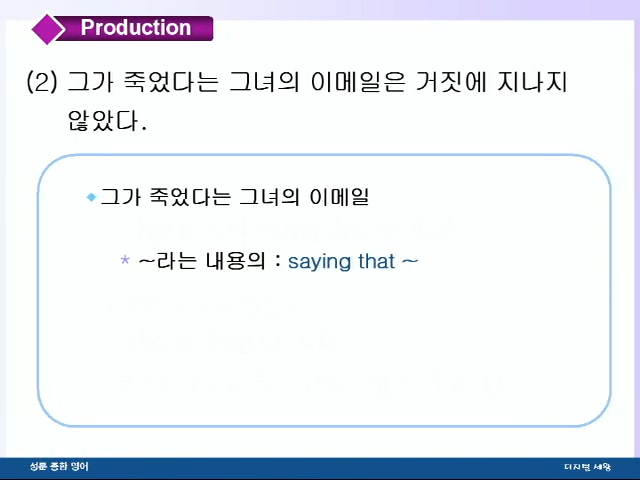 Production
(2) 그가 죽었다는 그녀의 이메일은 거짓에 지나지
않았다.
그가 죽었다는 그녀의 이메일
* ~라는 내용의 : saying that ~
성문 종합 영어
디지털 세왕